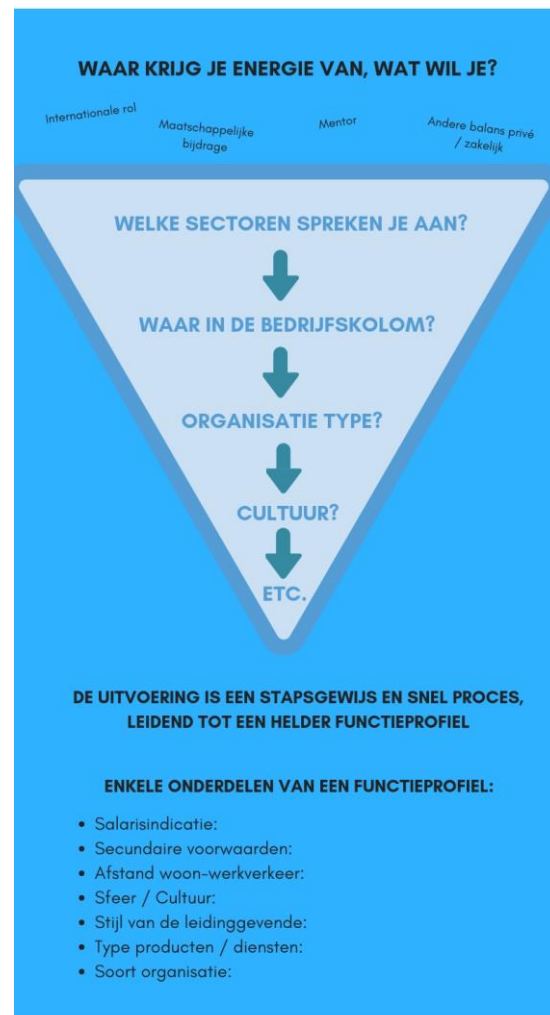 WAAR KRIJG JE ENERGIE VAN, WAT WIL JE?
Internationale rol
Maatschappelijke
bijdrage
Mentor
Andere balans privé
/ zakelijk
WELKE SECTOREN SPREKEN JE AAN?
WAAR IN DE BEDRIJFSKOLOM?
ORGANISATIE TYPE?
CULTUUR?
ETC.
DE UITVOERING IS EEN STAPSGEWIJS EN SNEL PROCES,
LEIDEND TOT EEN HELDER FUNCTIEPROFIEL
ENKELE ONDERDELEN VAN EEN FUNCTIEPROFIEL:
• Salarisindicatie:
• Secundaire voorwaarden:
• Afstand woon-werkverkeer:
• Sfeer / Cultuur:
• Stijl van de leidinggevende:
• Type producten / diensten:
• Soort organisatie: